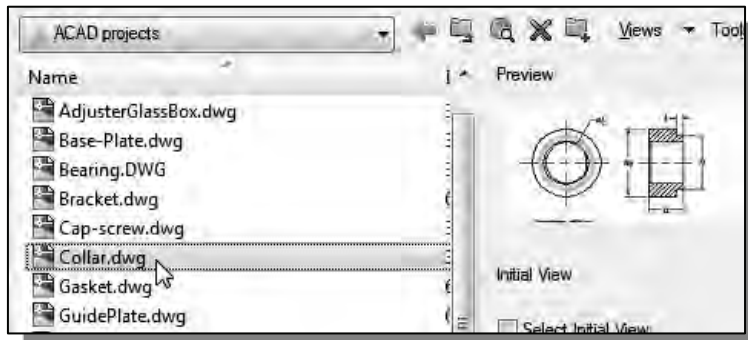 ACAD projects
Views
Name
Preview
AdjusterGlassBox.dwg
Base-Plate.dwg
Bearing.DWG
Bracket.dwg
Cap-screw.dwg
Collar.dwg
Gasket.dwg
GuidePlate.dwg
Initial View
Select Initial View